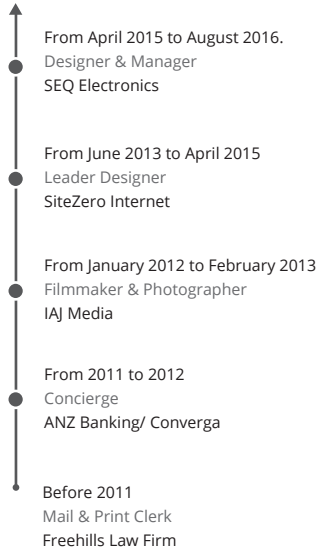 From April 2015 to August 2016.
Designer & Manager
SEQ Electronics
From June 2013 to April 2015
Leader Designer
SiteZero Internet
From January 2012 to February 2013
Filmmaker & Photographer
IAJ Media
From 2011 to 2012
Concierge
ANZ Banking/ Converga
Before 2011
Mail & Print Clerk
Freehills Law Firm